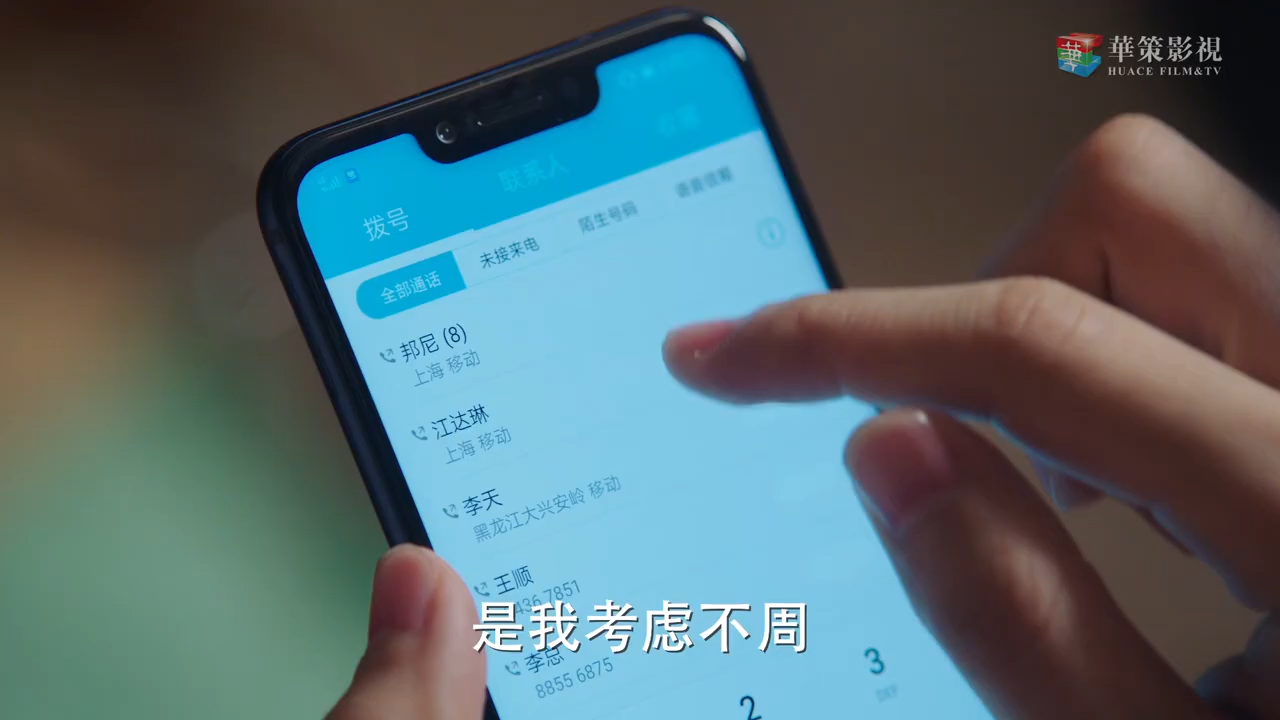 華策影視
HUACE FILM&TV
联系人
拨号
全部通话
未接来电
陌生号码
语音信箱
邦尼 (8)
上海 移动
江达琳
上海 移动
李天
黑龙江大兴安岭 移动
王顺
436 7851
李总
8855 6875
是我考虑不周
2
3
DEF